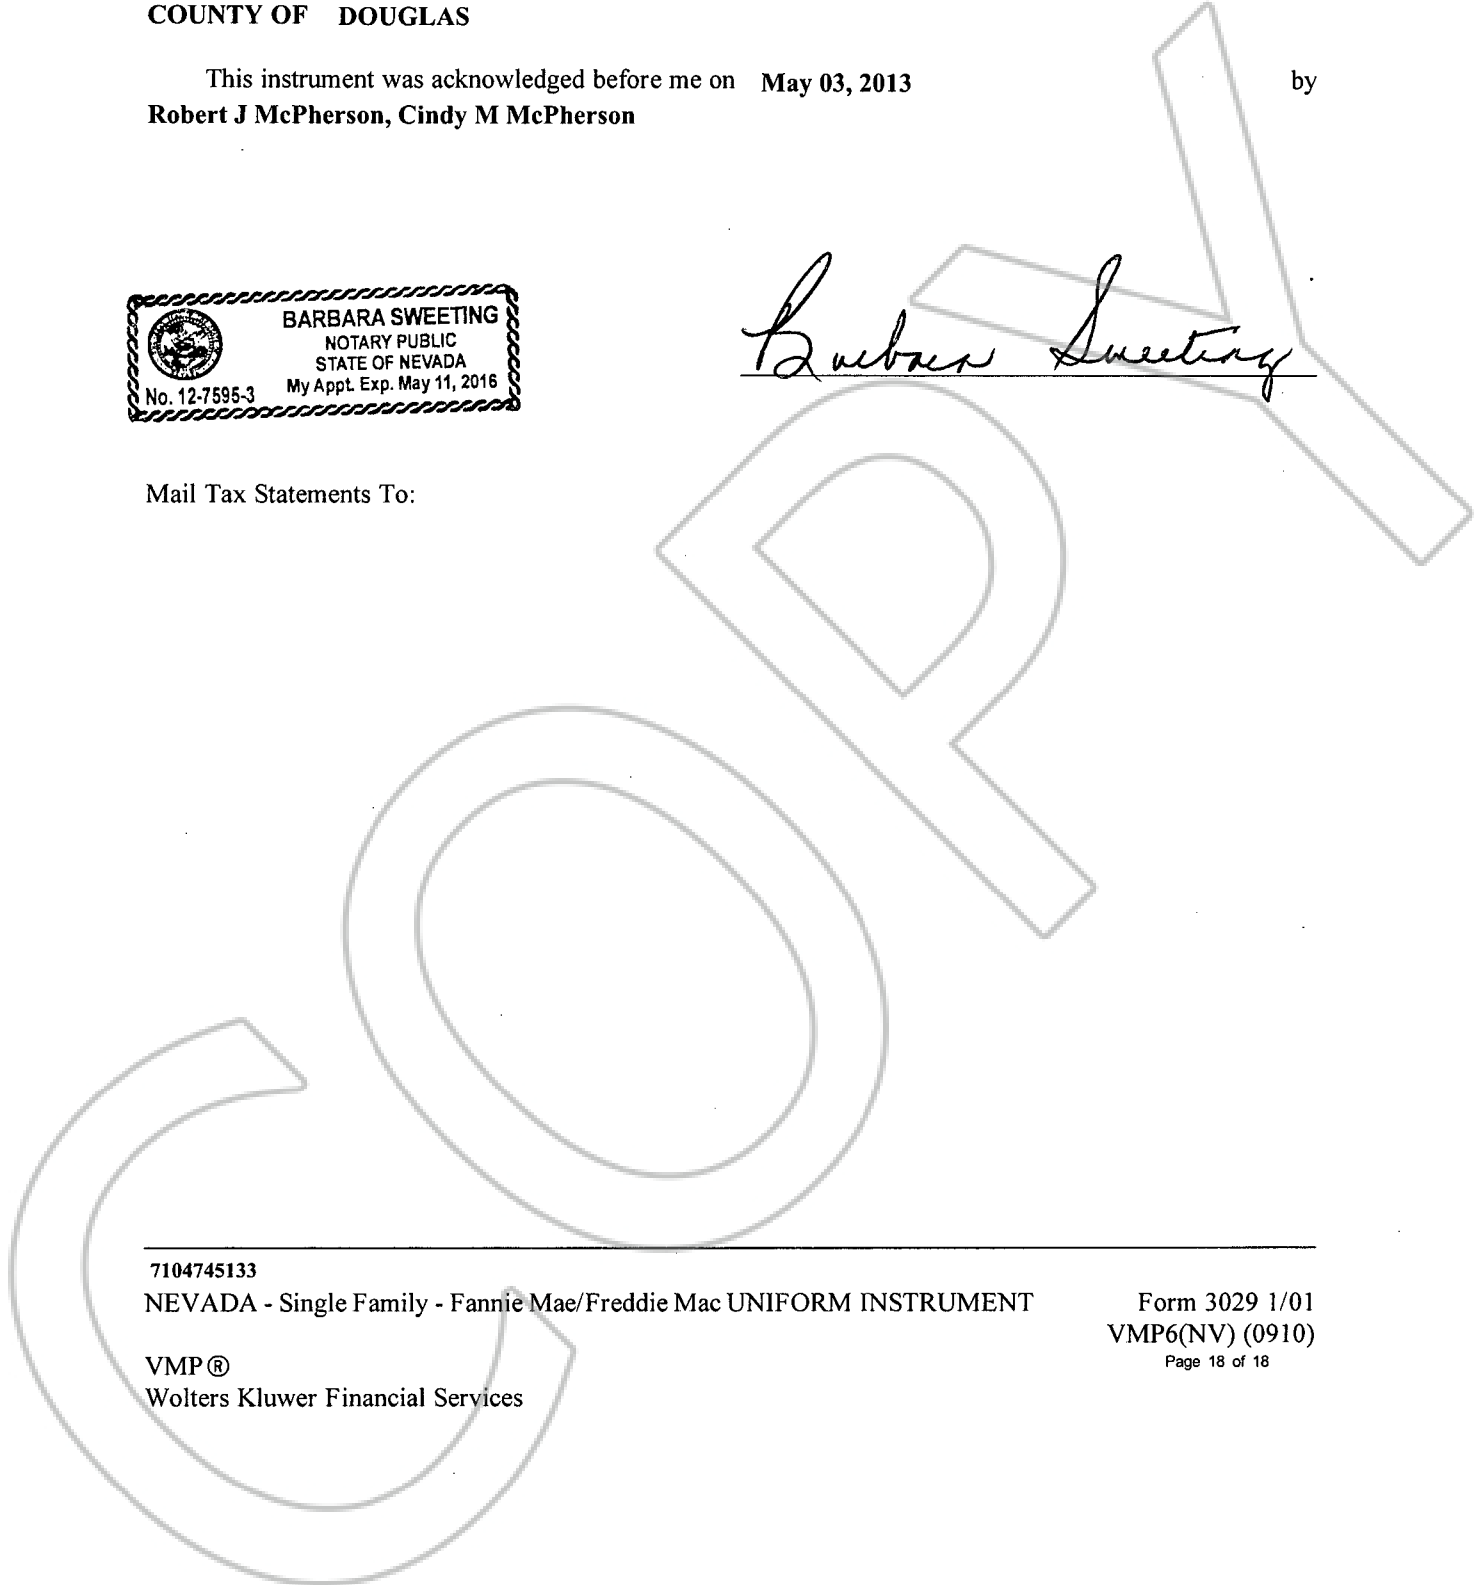 COUNTY OF DOUGLAS
This instrument was acknowledged before me on May 03, 2013 by
Robert J McPherson, Cindy M McPherson
BARBARA SWEETING
NOTARY PUBLIC
STATE OF NEVADA
My Appt. Exp. May 11, 2016
No. 12-7595-3
Barbara Sweeting
Mail Tax Statements To:
COPY
7104745133
NEVADA - Single Family - Fannie Mae/Freddie Mac UNIFORM INSTRUMENT
Form 3029 1/01
VMP6(NV) (0910)
Page 18 of 18
VMP®
Wolters Kluwer Financial Services